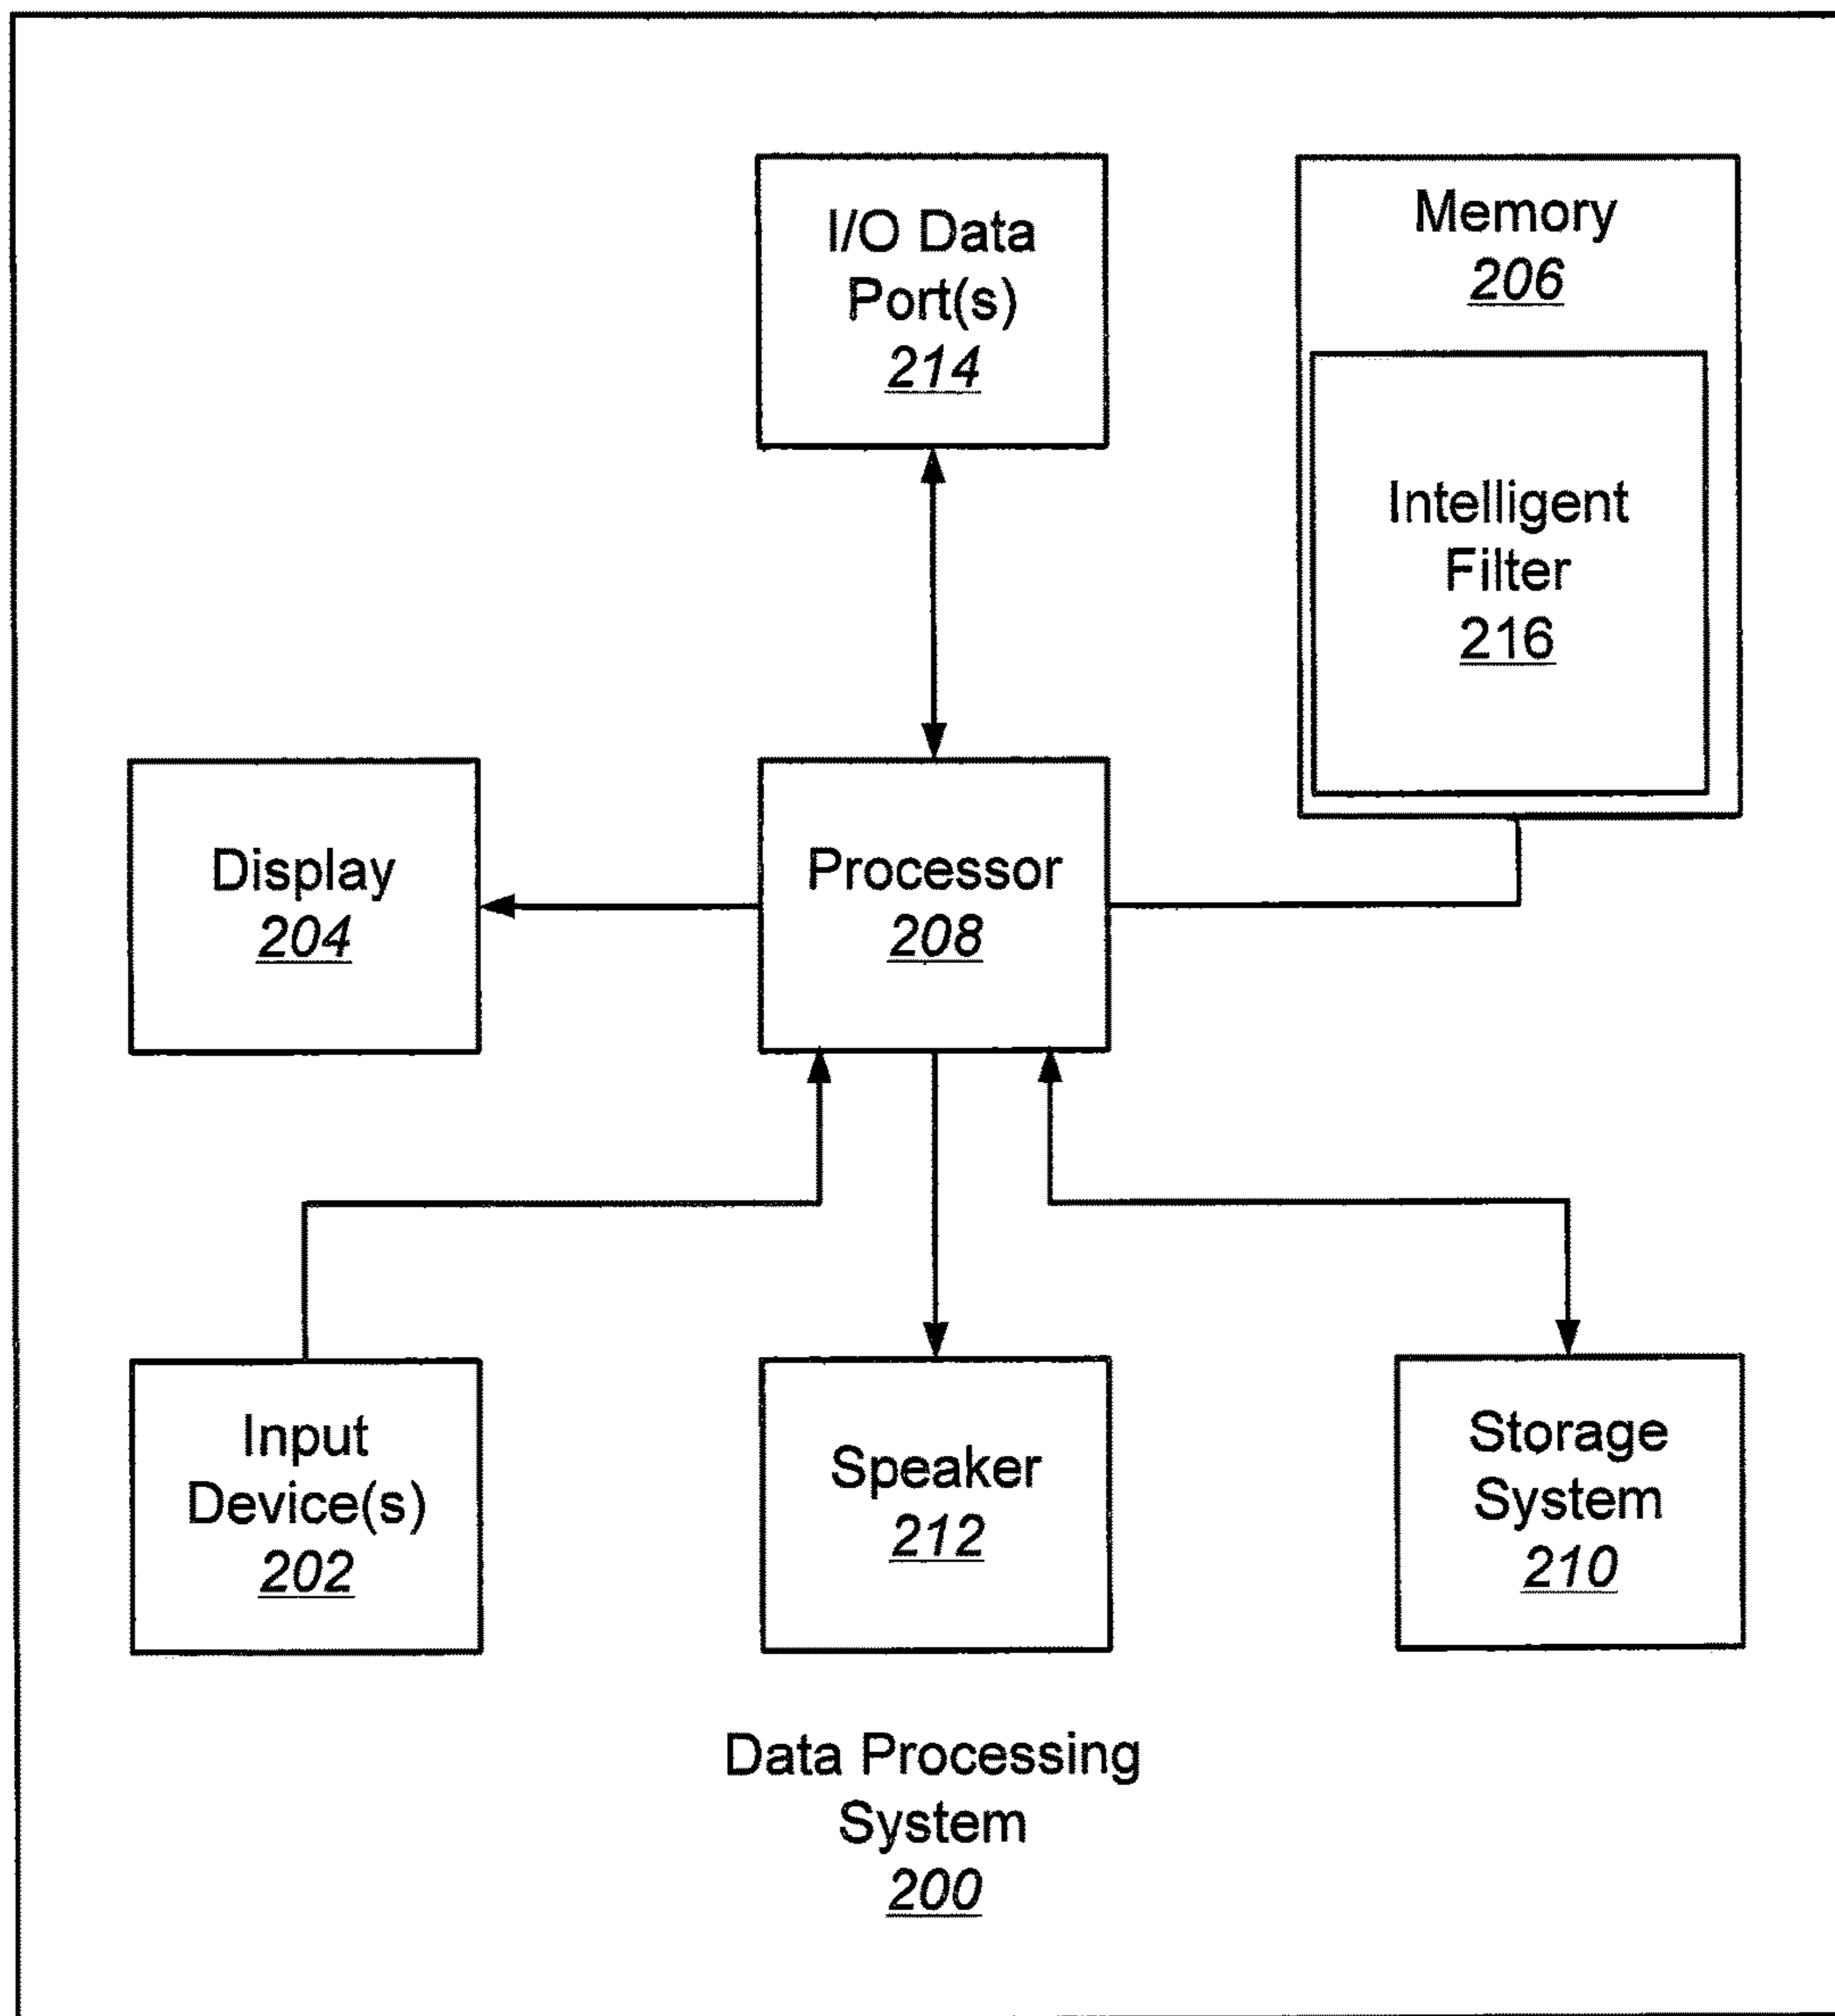 I/O Data
Port(s)
214
Memory
206
Intelligent
Filter
216
Display
204
Processor
208
Input
Device(s)
202
Speaker
212
Storage
System
210
Data Processing
System
200